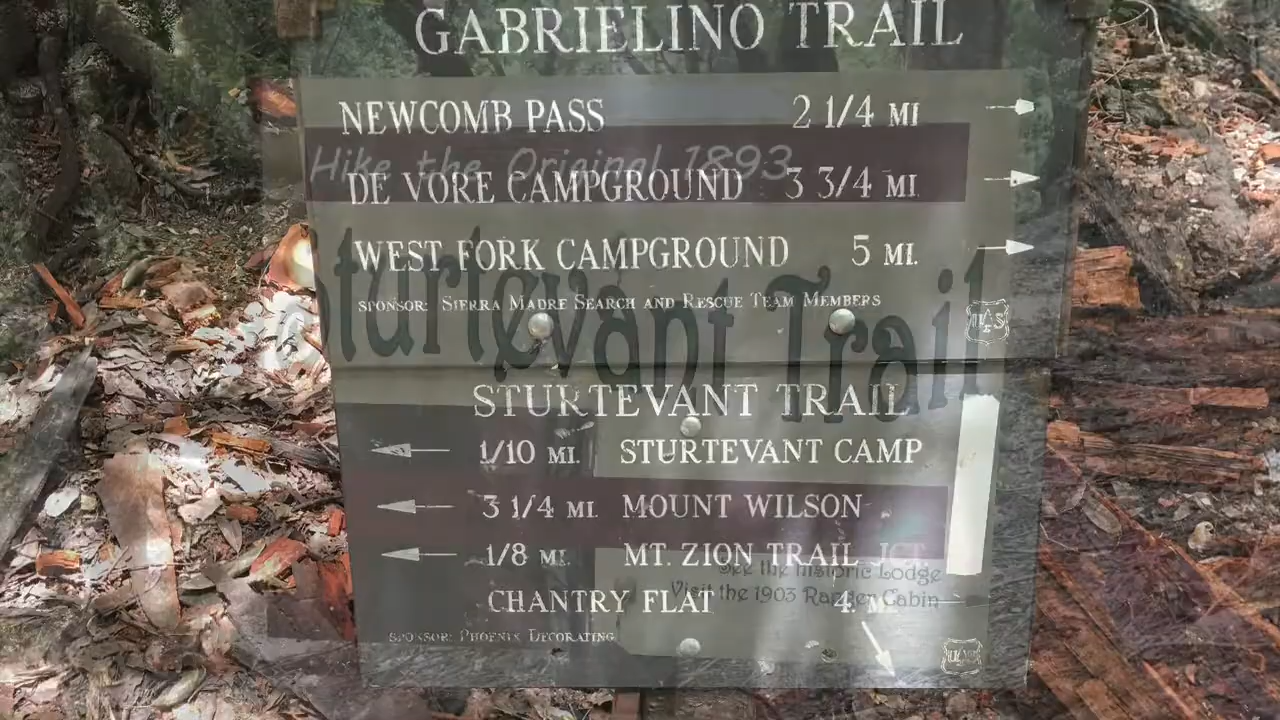 GABRIELINO TRAIL
NEWCOMB PASS 2 1/4 MI
Hike the Original 1893
DE VORE CAMPGROUND 3 3/4 MI
WEST FORK CAMPGROUND 5 MI.
Sturtevant Trail
SPONSOR: SIERRA MADRE SEARCH AND RESCUE TEAM MEMBERS
STURTEVANT TRAIL
1/10 MI. STURTEVANT CAMP
3 1/4 MI. MOUNT WILSON
1/8 MI. MT. ZION TRAIL JCT
See the historic Lodge
Visit the 1903 Ranger Cabin
CHANTRY FLAT 4 MI
SPONSOR: PHOENIX DECORATING